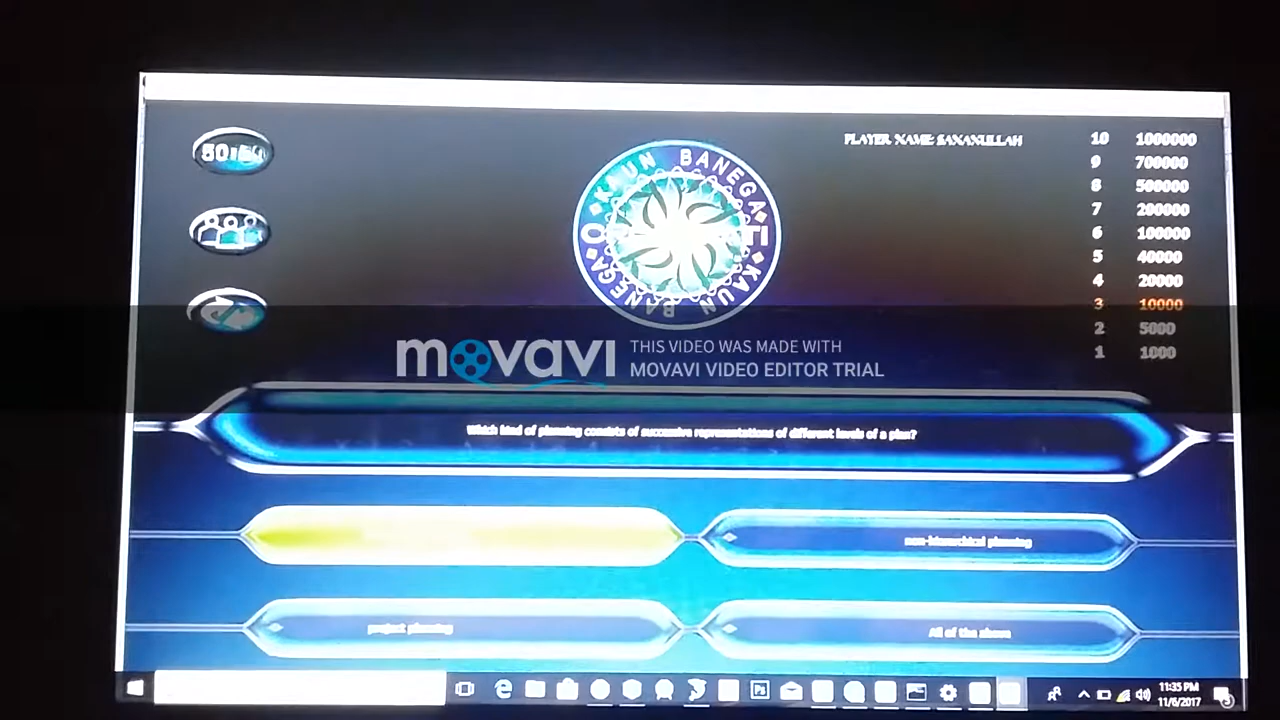 50:50
PLAYER NAME: SANANULLAH
KAUN BANEGA
KAUN BANEGA
10 1000000
9 700000
8 500000
7 200000
6 100000
5 40000
4 20000
3 10000
2 5000
1 1000
movavi
THIS VIDEO WAS MADE WITH
MOVAVI VIDEO EDITOR TRIAL
Which kind of planning consists of successive representations of different levels of a plan?
non-hierarchical planning
project planning
All of the above
11:35 PM
11/6/2017